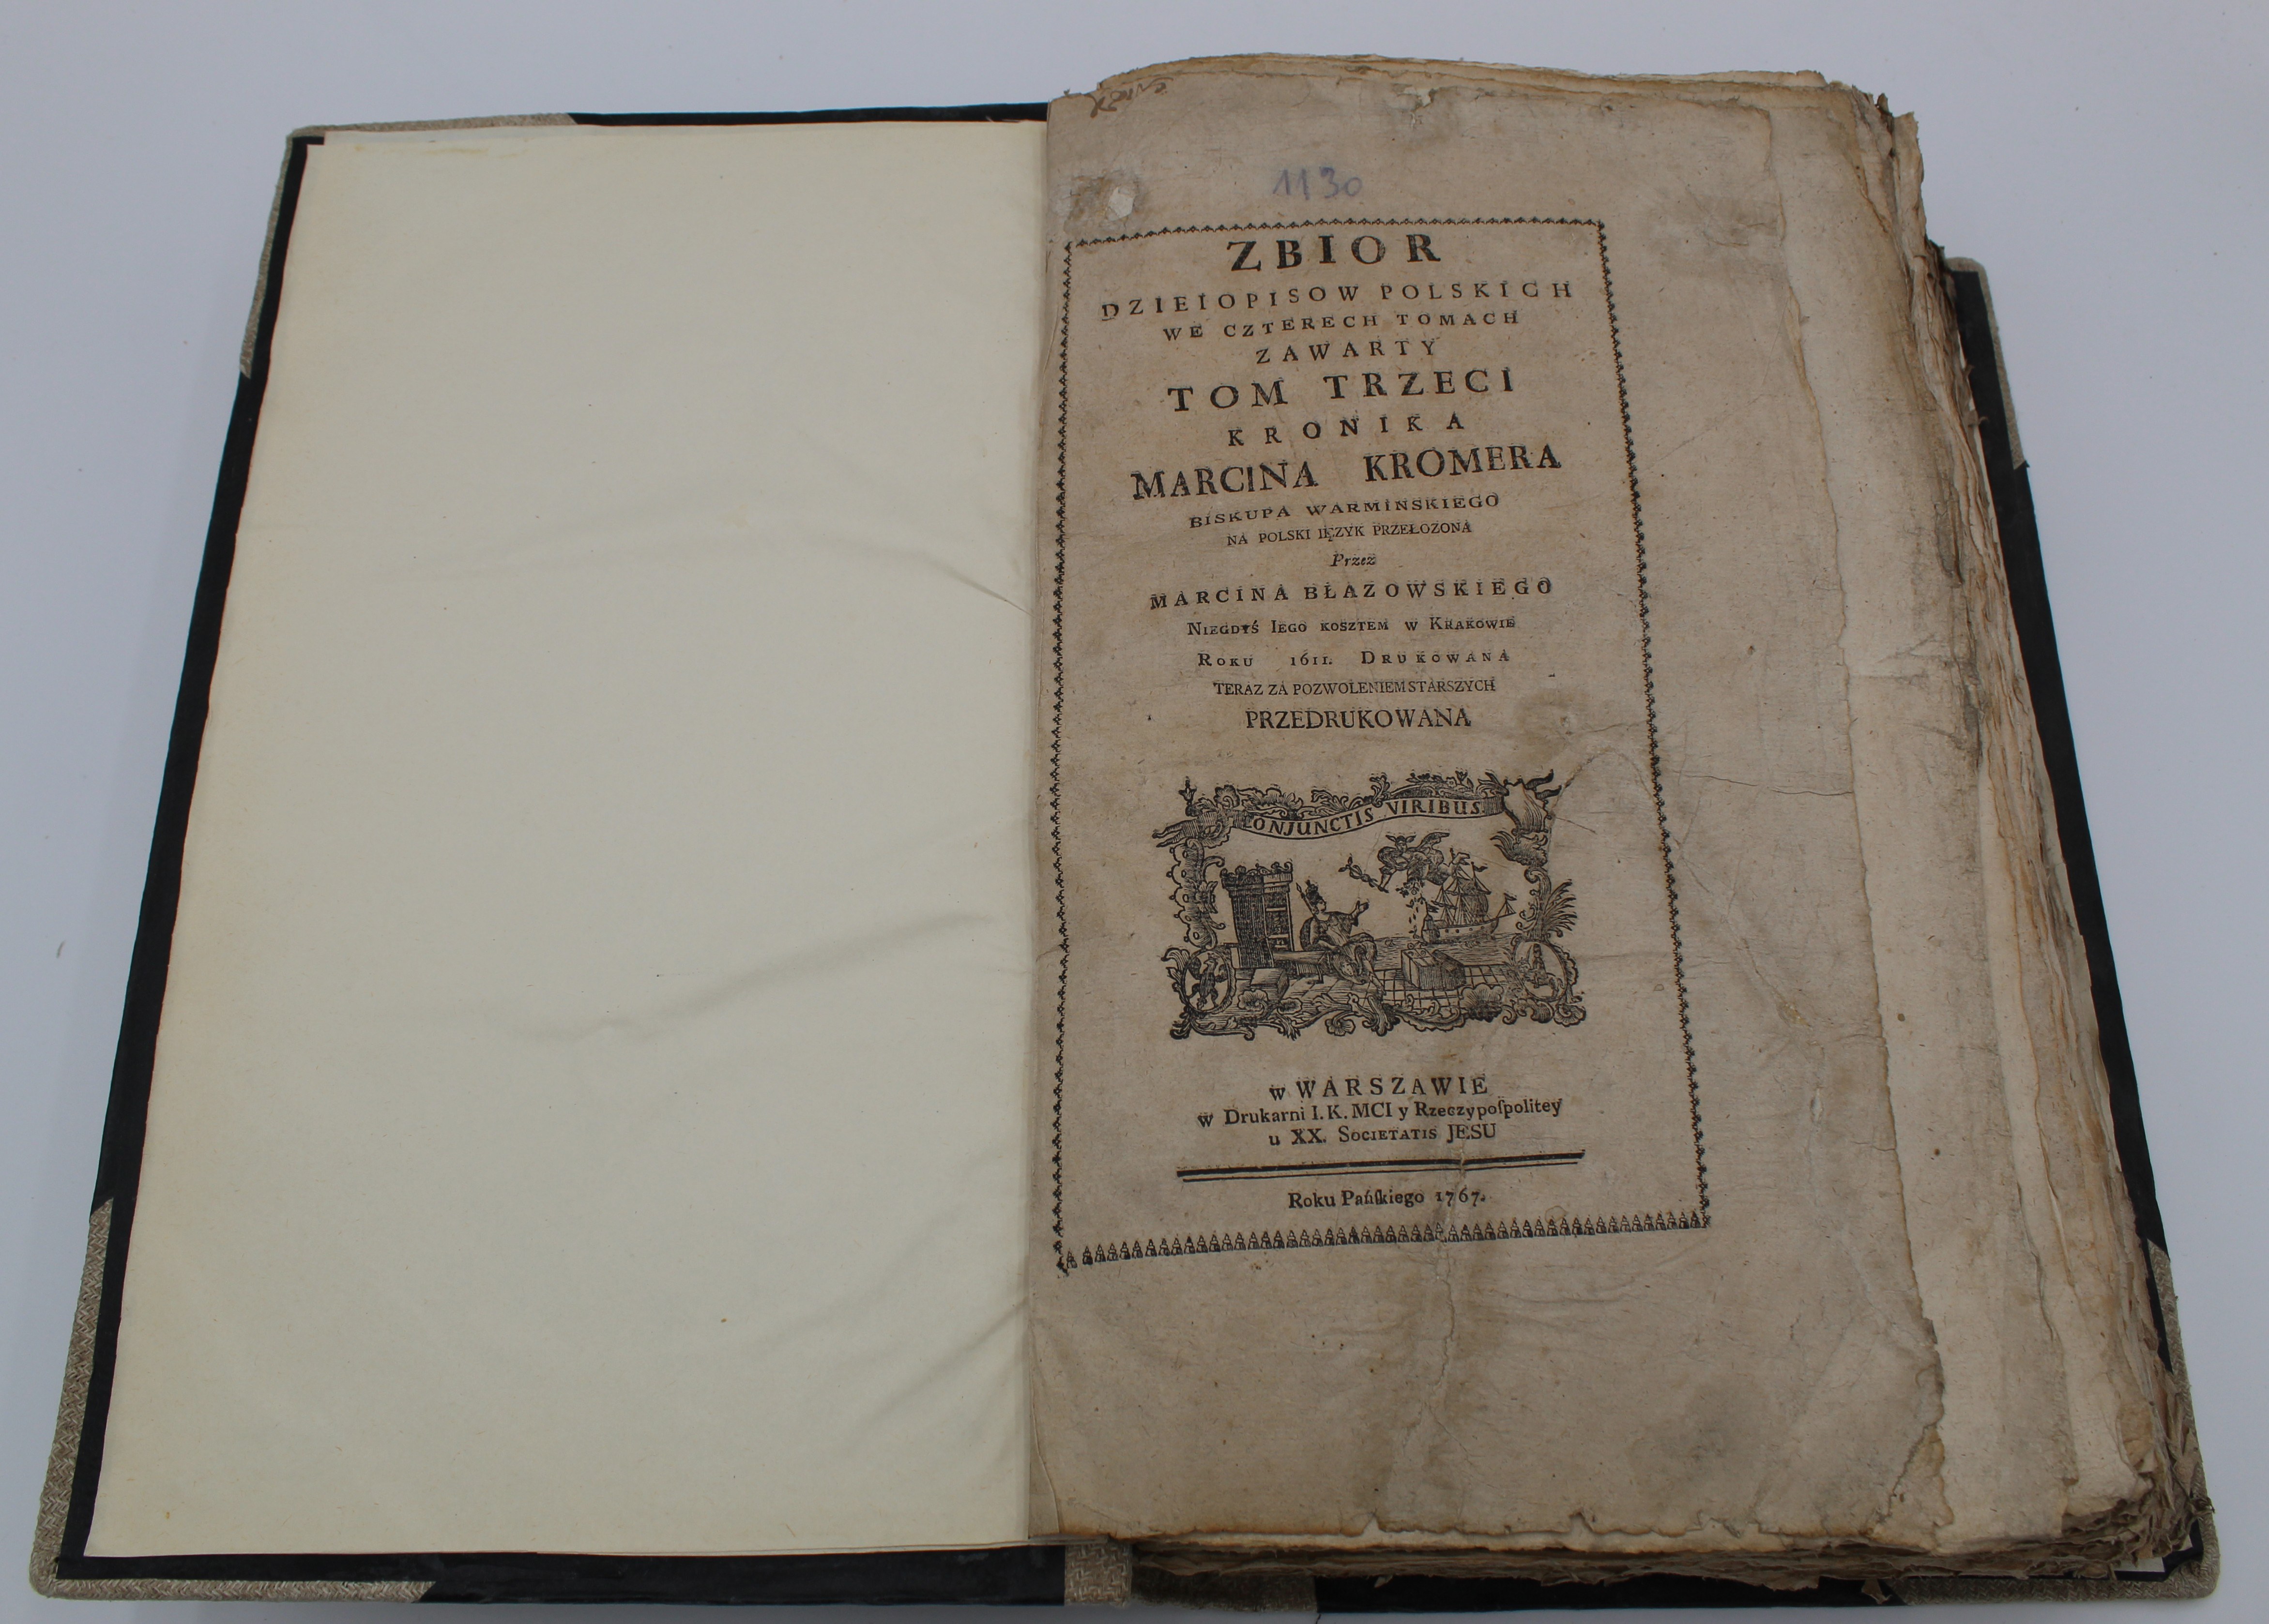 1130
ZBIOR
DZIEIOPISOW POLSKICH
WE CZTERECH TOMACH
ZAWARTY
TOM TRZECI
KRONIKA
MARCINA KROMERA
BISKUPA WARMINSKIEGO
NA POLSKI IĘZYK PRZEŁOZONA
Przez
MARCINA BŁAZOWSKIEGO
NIEGDYŚ IEGO KOSZTEM W KRAKOWIE
ROKU 1611. DRUKOWANA
TERAZ ZA POZWOLENIEM STARSZYCH
PRZEDRUKOWANA
CONJUNCTIS VIRIBUS.
w WARSZAWIE
w Drukarni I. K. MCI y Rzeczypoſpolitey
u XX. SOCIETATIS JESU
Roku Pańſkiego 1767.